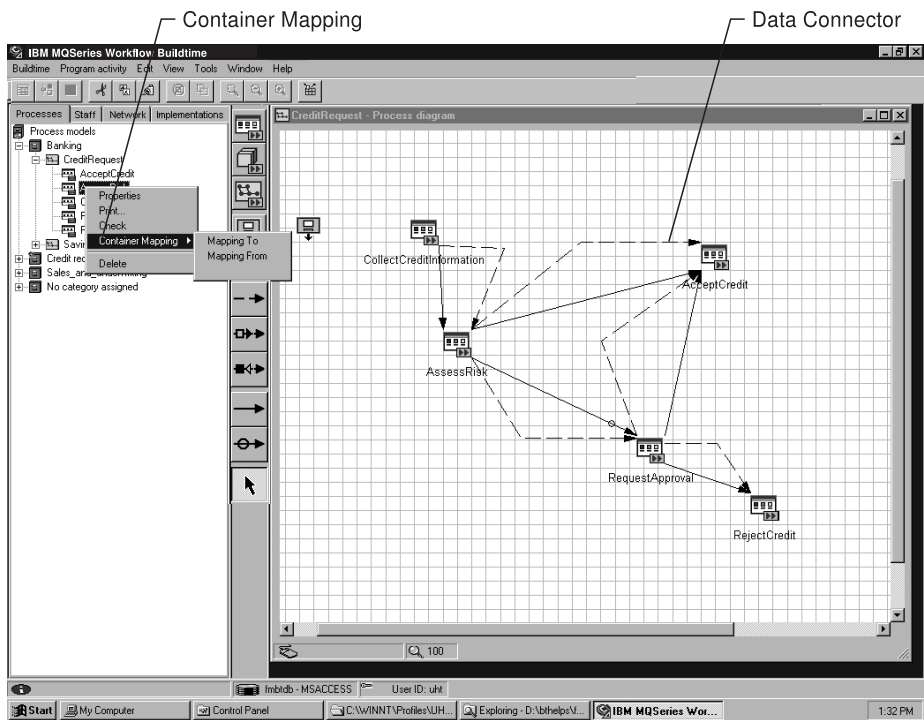 Container Mapping
Data Connector
IBM MQSeries Workflow Buildtime
Buildtime Program activity Edit View Tools Window Help
Processes Staff Network Implementations
CreditRequest - Process diagram
Process models
Banking
CreditRequest
AcceptCredit
Properties
Print...
Check
Container Mapping
Delete
Mapping To
Mapping From
Credit req
Sales_and_underwriting
No category assigned
CollectCreditInformation
AcceptCredit
AssessRisk
RequestApproval
RejectCredit
100
fmbtdb - MSACCESS User ID: uht
Start My Computer Control Panel C:\WINNT\Profiles\UH... Exploring - D:\bthelps\f... IBM MQSeries Wor... 1:32 PM